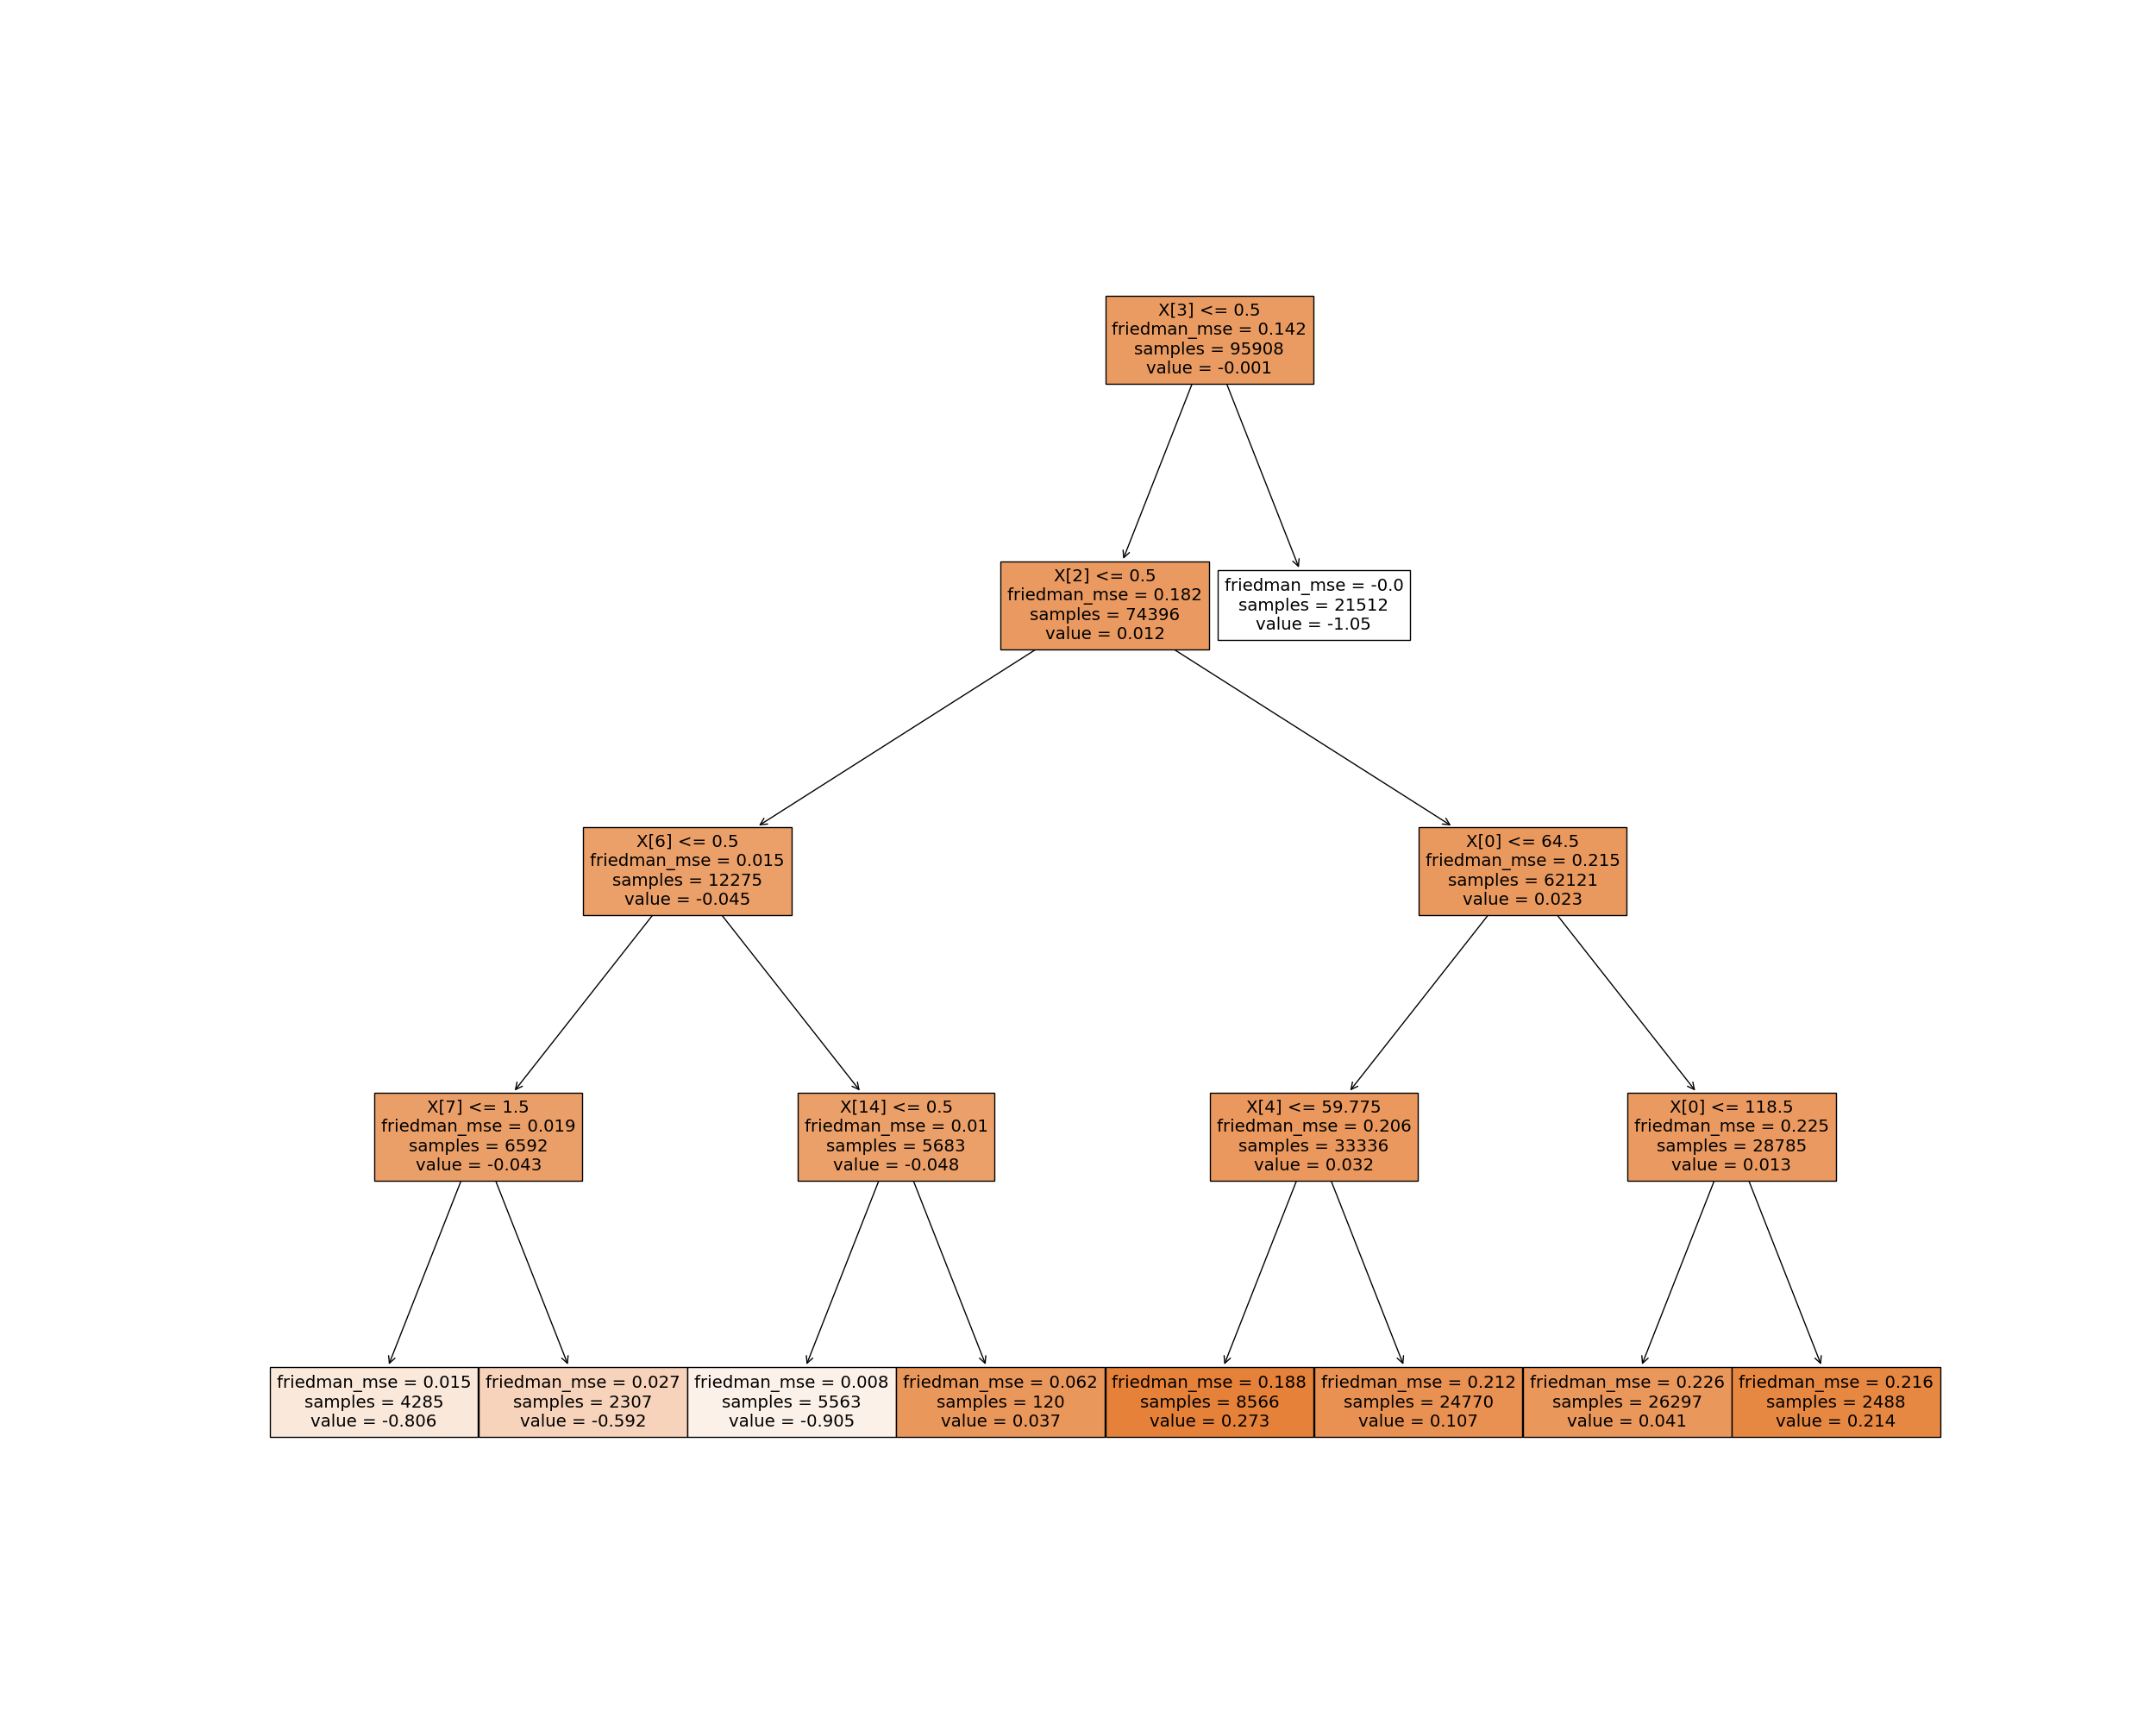 X[3] <= 0.5
friedman_mse = 0.142
samples = 95908
value = -0.001
X[2] <= 0.5
friedman_mse = 0.182
samples = 74396
value = 0.012
friedman_mse = -0.0
samples = 21512
value = -1.05
X[6] <= 0.5
friedman_mse = 0.015
samples = 12275
value = -0.045
X[0] <= 64.5
friedman_mse = 0.215
samples = 62121
value = 0.023
X[7] <= 1.5
friedman_mse = 0.019
samples = 6592
value = -0.043
X[14] <= 0.5
friedman_mse = 0.01
samples = 5683
value = -0.048
X[4] <= 59.775
friedman_mse = 0.206
samples = 33336
value = 0.032
X[0] <= 118.5
friedman_mse = 0.225
samples = 28785
value = 0.013
friedman_mse = 0.015
samples = 4285
value = -0.806
friedman_mse = 0.027
samples = 2307
value = -0.592
friedman_mse = 0.008
samples = 5563
value = -0.905
friedman_mse = 0.062
samples = 120
value = 0.037
friedman_mse = 0.188
samples = 8566
value = 0.273
friedman_mse = 0.212
samples = 24770
value = 0.107
friedman_mse = 0.226
samples = 26297
value = 0.041
friedman_mse = 0.216
samples = 2488
value = 0.214